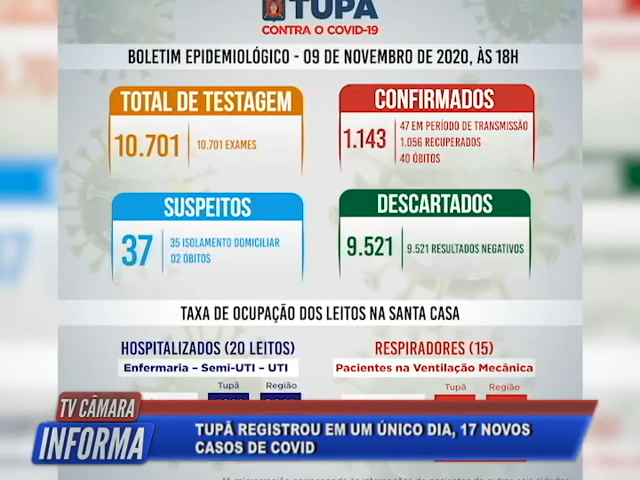 TUPÃ
CONTRA O COVID-19
BOLETIM EPIDEMIOLÓGICO - 09 DE NOVEMBRO DE 2020, ÀS 18H
TOTAL DE TESTAGEM
10.701
10.701 EXAMES
CONFIRMADOS
1.143
47 EM PERÍODO DE TRANSMISSÃO
1.056 RECUPERADOS
40 ÓBITOS
SUSPEITOS
37
35 ISOLAMENTO DOMICILIAR
02 ÓBITOS
DESCARTADOS
9.521
9.521 RESULTADOS NEGATIVOS
TAXA DE OCUPAÇÃO DOS LEITOS NA SANTA CASA
HOSPITALIZADOS (20 LEITOS)
Enfermaria – Semi-UTI – UTI
Tupã Região
RESPIRADORES (15)
Pacientes na Ventilação Mecânica
Tupã Região
TV CÂMARA
INFORMA
TUPÃ REGISTROU EM UM ÚNICO DIA, 17 NOVOS
CASOS DE COVID